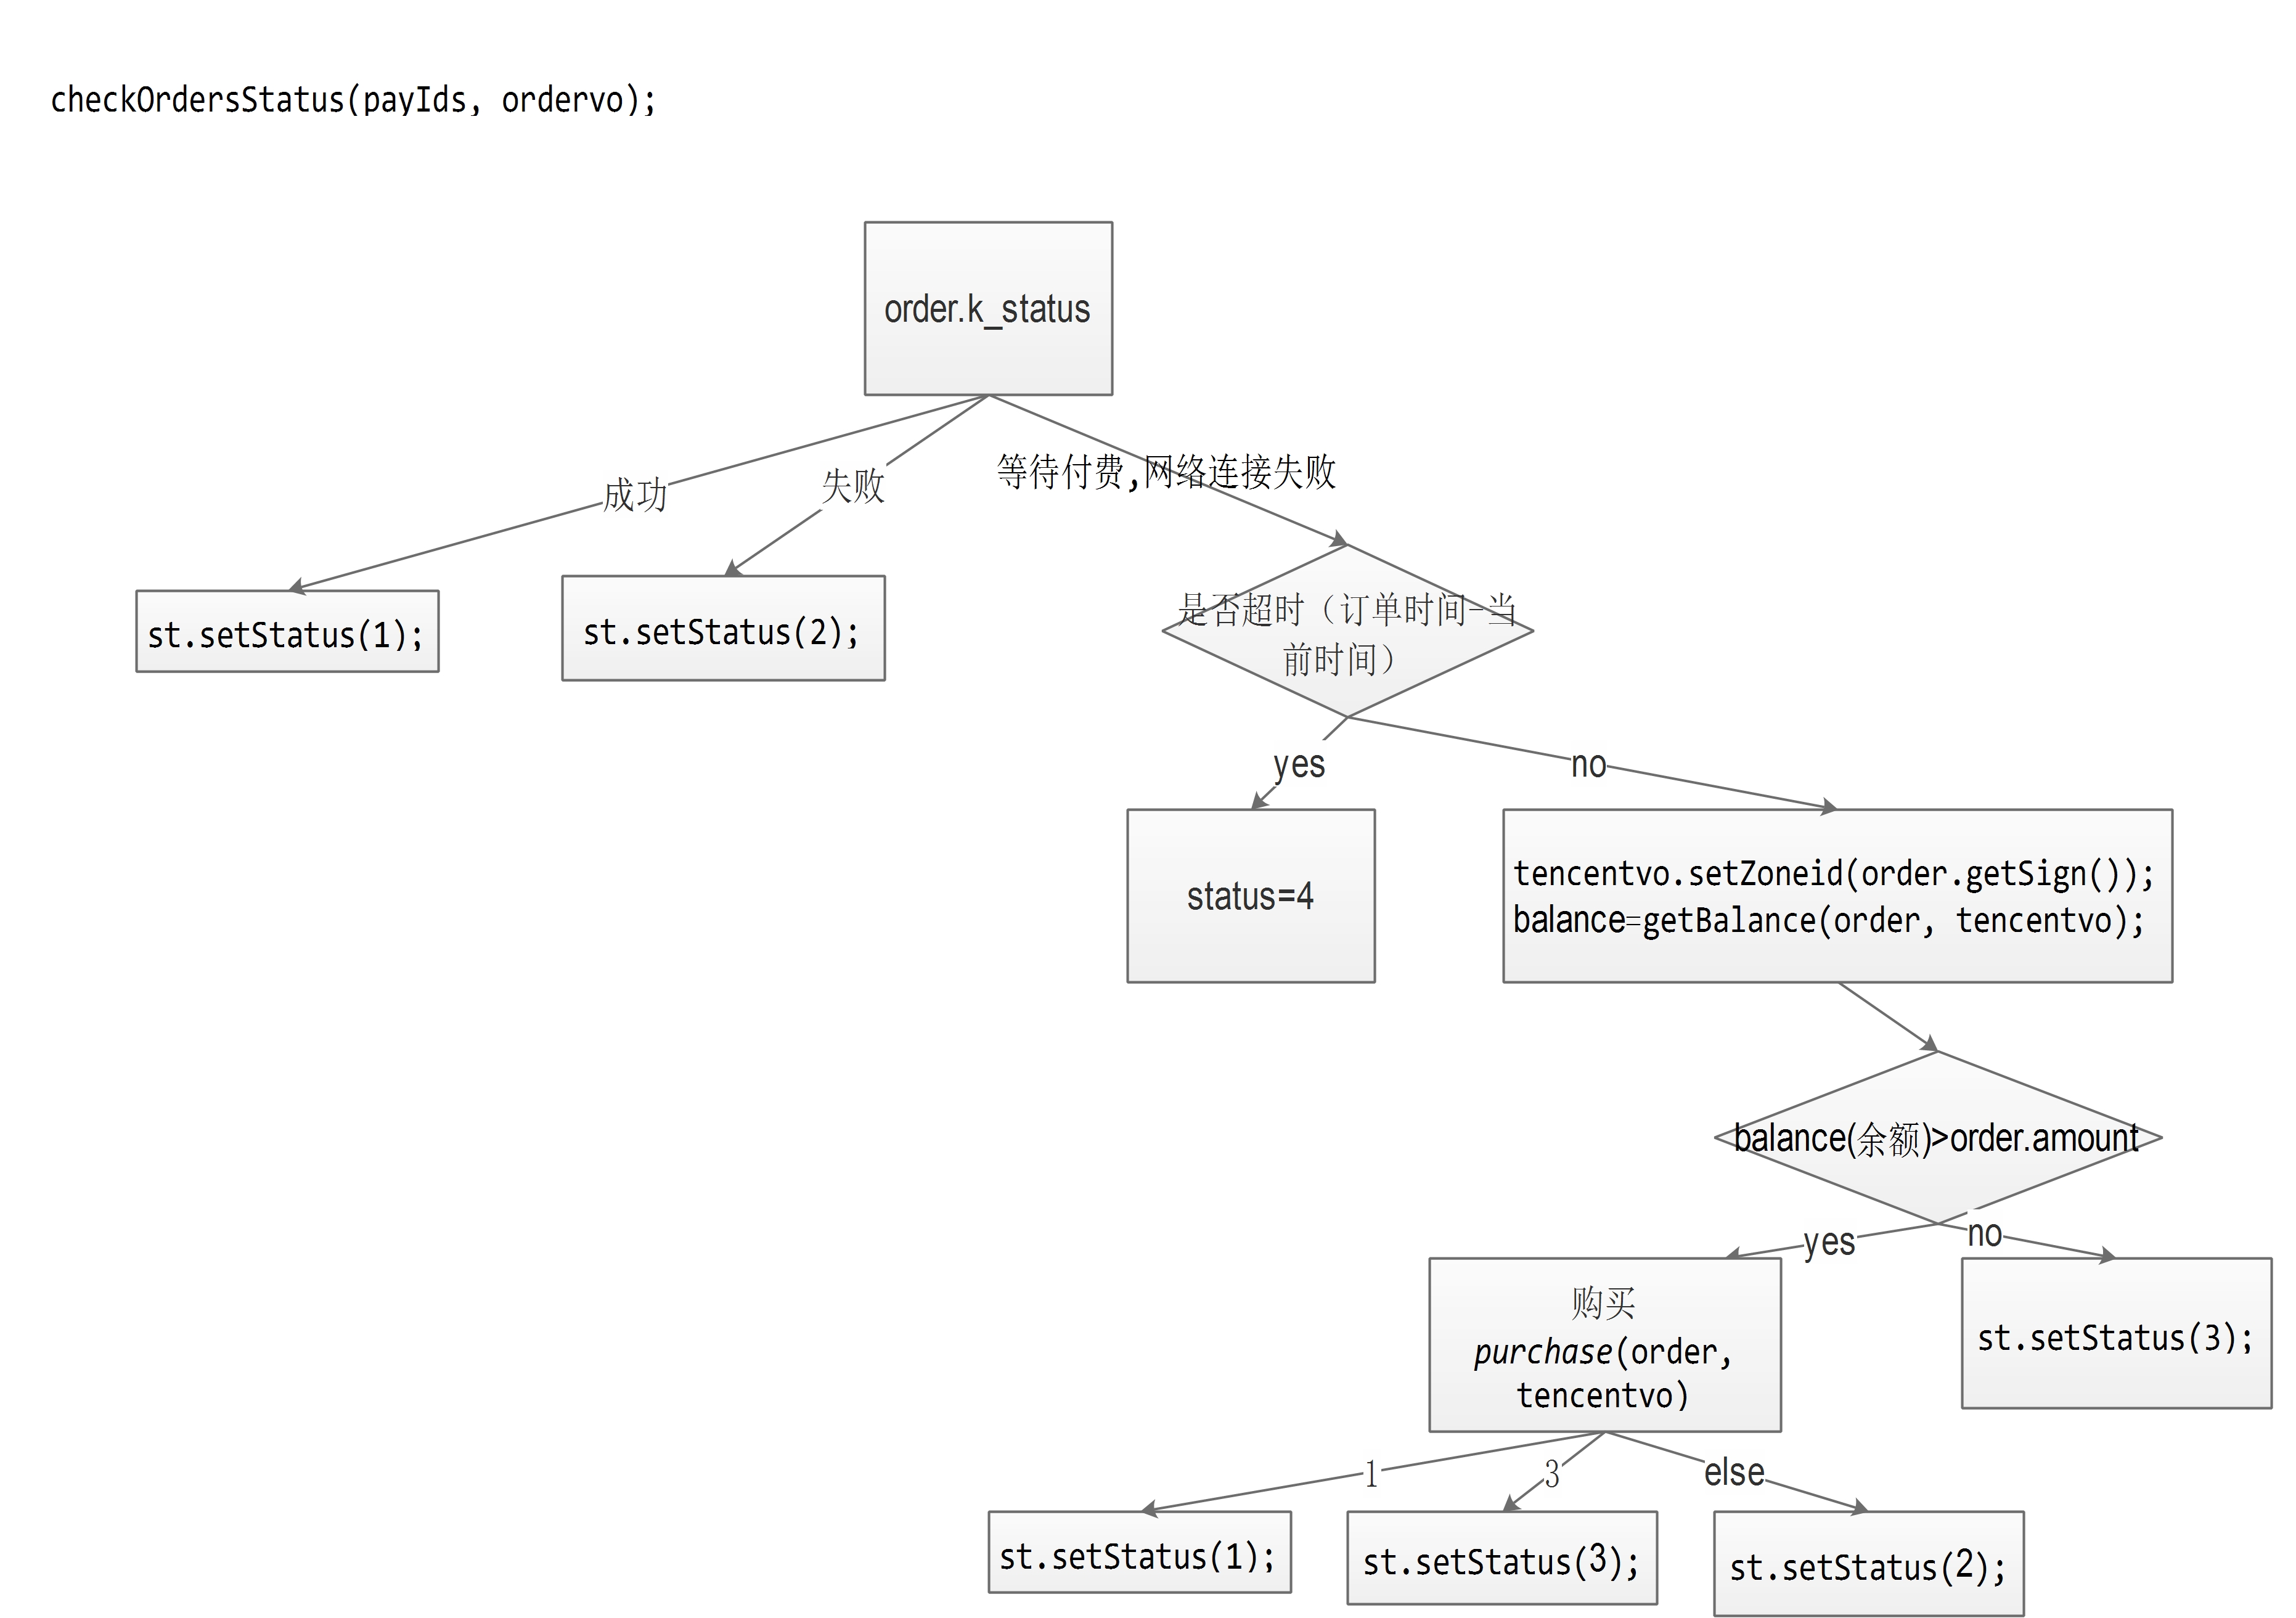 checkOrdersStatus(payIds, ordervo);
order.k_status
等待付费,网络连接失败
失败
成功
st.setStatus(1);
st.setStatus(2);
是否超时（订单时间-当
前时间）
yes
no
status=4
tencentvo.setZoneid(order.getSign());
balance=getBalance(order, tencentvo);
balance(余额)>order.amount
yes
no
购买
purchase(order,
tencentvo)
st.setStatus(3);
1
3
else
st.setStatus(1);
st.setStatus(3);
st.setStatus(2);